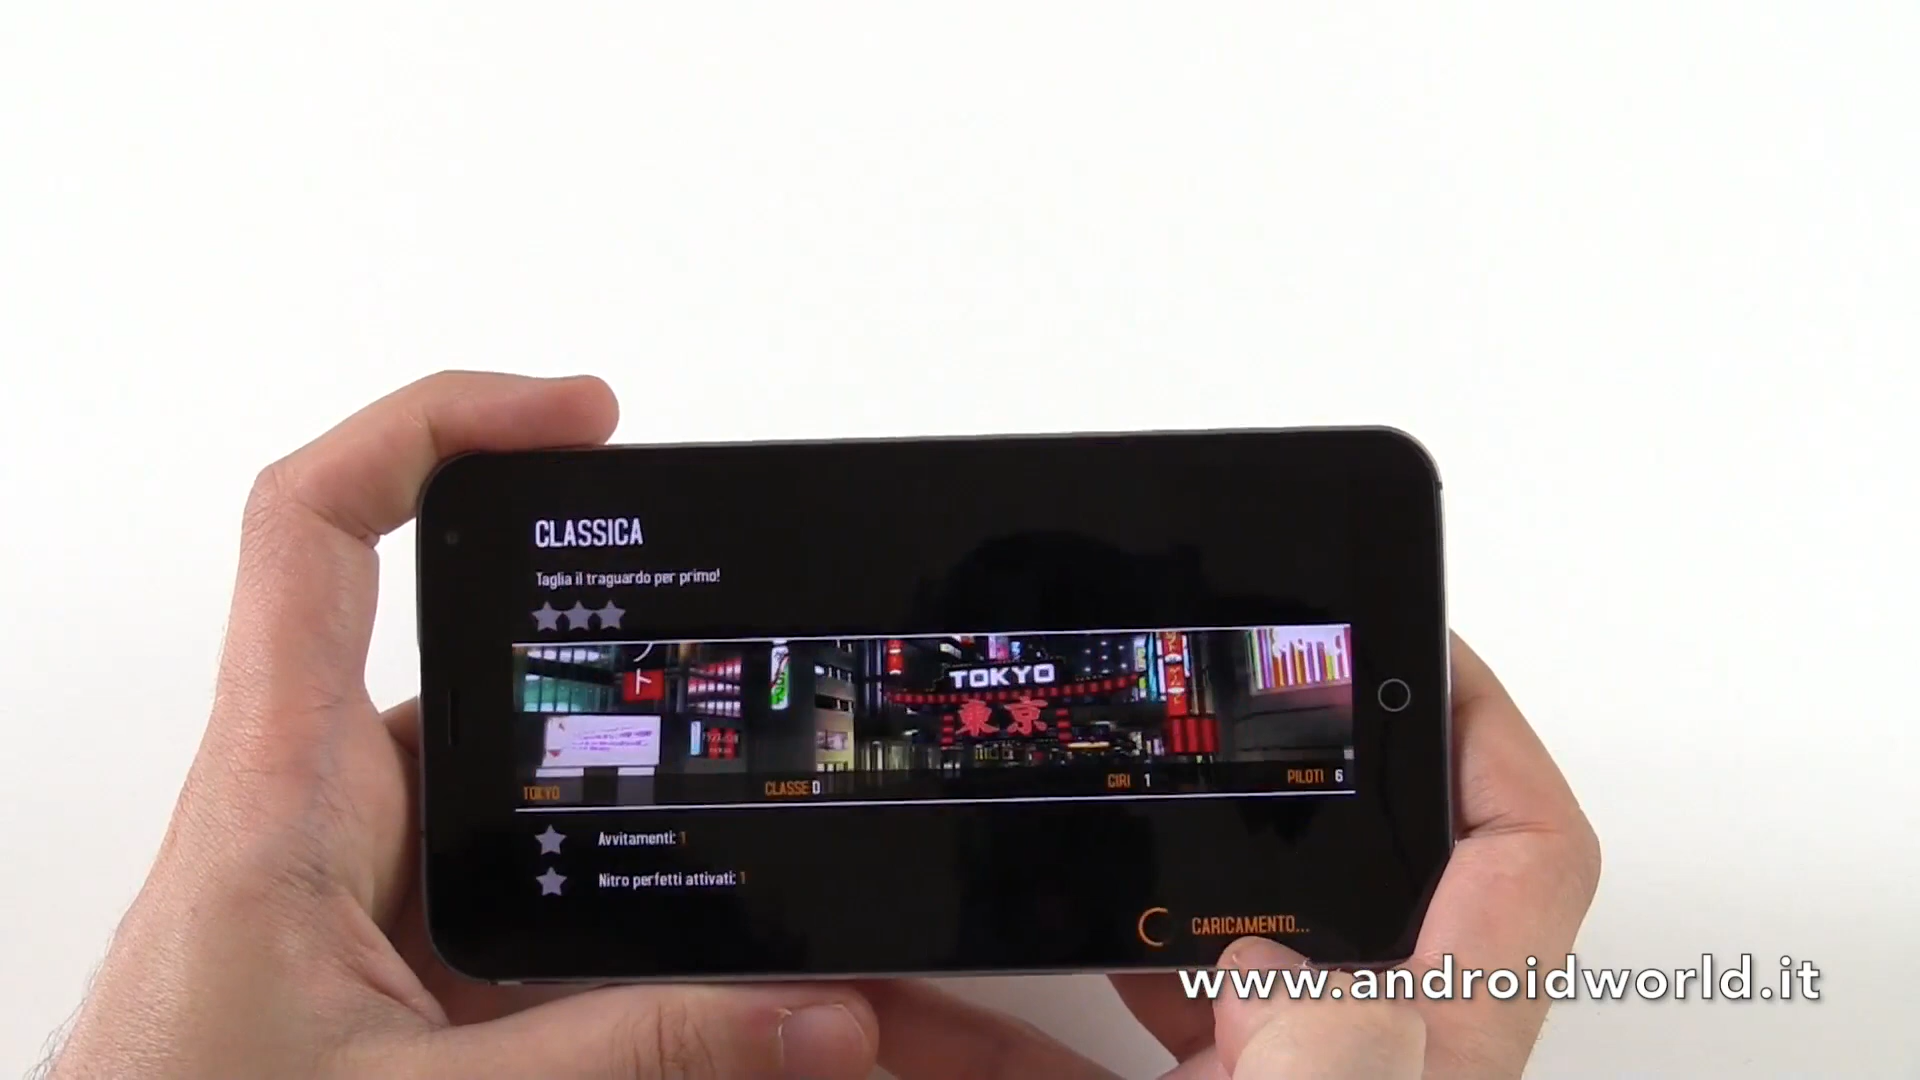 CLASSICA
Taglia il traguardo per primo!
ト
TOKYO
東京
TOKYO
CLASSE D
GIRI 1
PILOTI 6
Avvitamenti: 1
Nitro perfetti attivati: 1
CARICAMENTO...
www.androidworld.it